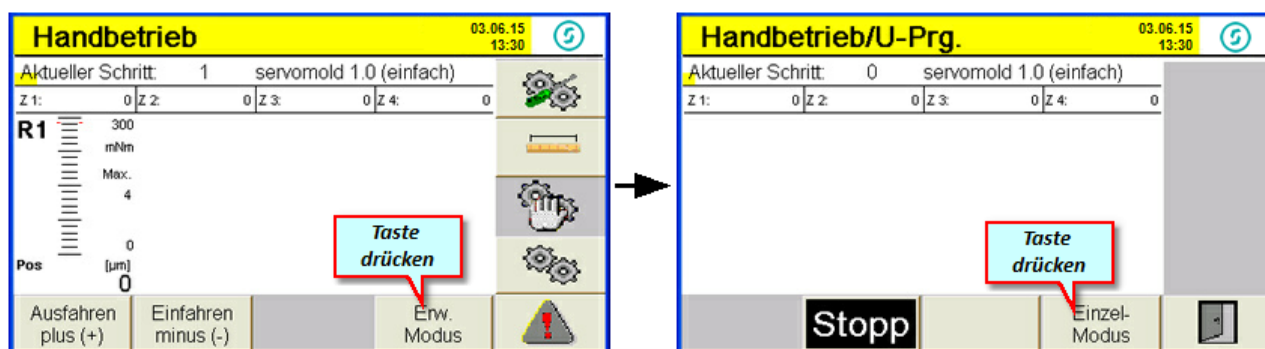 Handbetrieb
03.06.15
13:30
Aktueller Schritt: 1 servomold 1.0 (einfach)
Z 1: 0 Z 2: 0 Z 3: 0 Z 4: 0
R1
300
mNm
Max.
4
0
Pos [µm]
0
Taste
drücken
Ausfahren
plus (+)
Einfahren
minus (-)
Erw.
Modus
Handbetrieb/U-Prg.
03.06.15
13:30
Aktueller Schritt: 0 servomold 1.0 (einfach)
Z 1: 0 Z 2: 0 Z 3: 0 Z 4: 0
Taste
drücken
Stopp
Einzel-
Modus